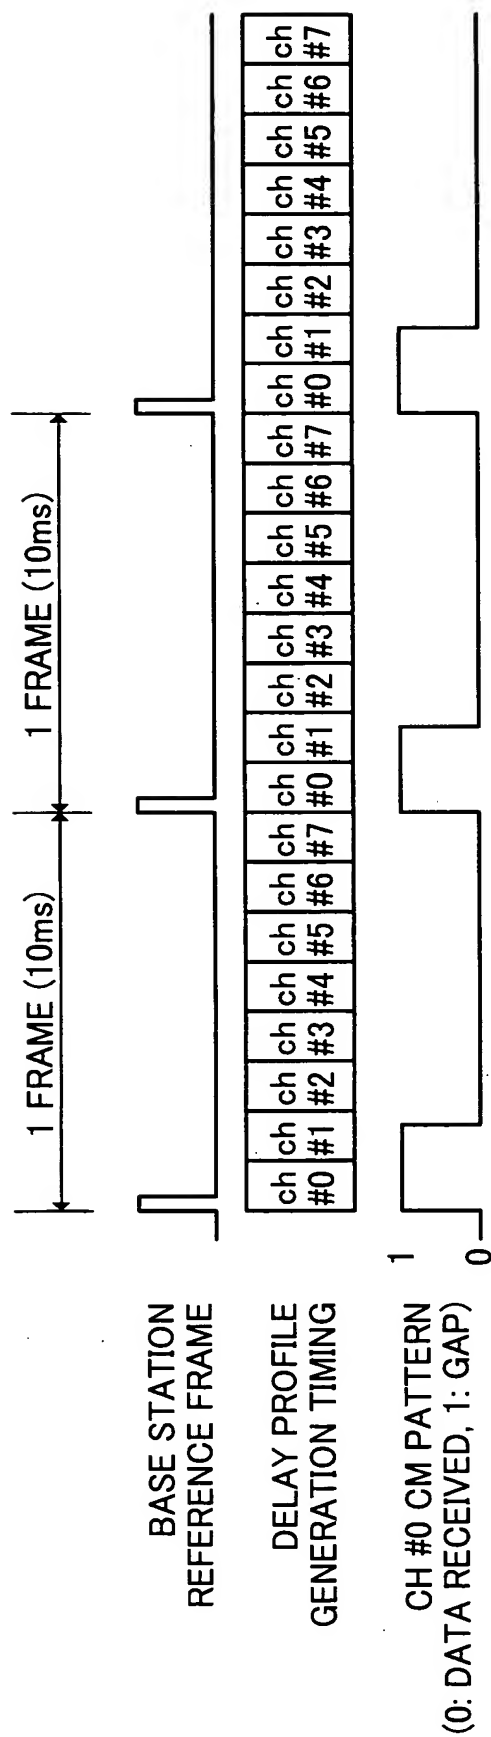 1 FRAME (10ms)
1 FRAME (10ms)
BASE STATION
REFERENCE FRAME
DELAY PROFILE
GENERATION TIMING
ch #0
ch #1
ch #2
ch #3
ch #4
ch #5
ch #6
ch #7
ch #0
ch #1
ch #2
ch #3
ch #4
ch #5
ch #6
ch #7
ch #0
ch #1
ch #2
ch #3
ch #4
ch #5
ch #6
ch #7
CH #0 CM PATTERN
(0: DATA RECEIVED, 1: GAP)
1
0